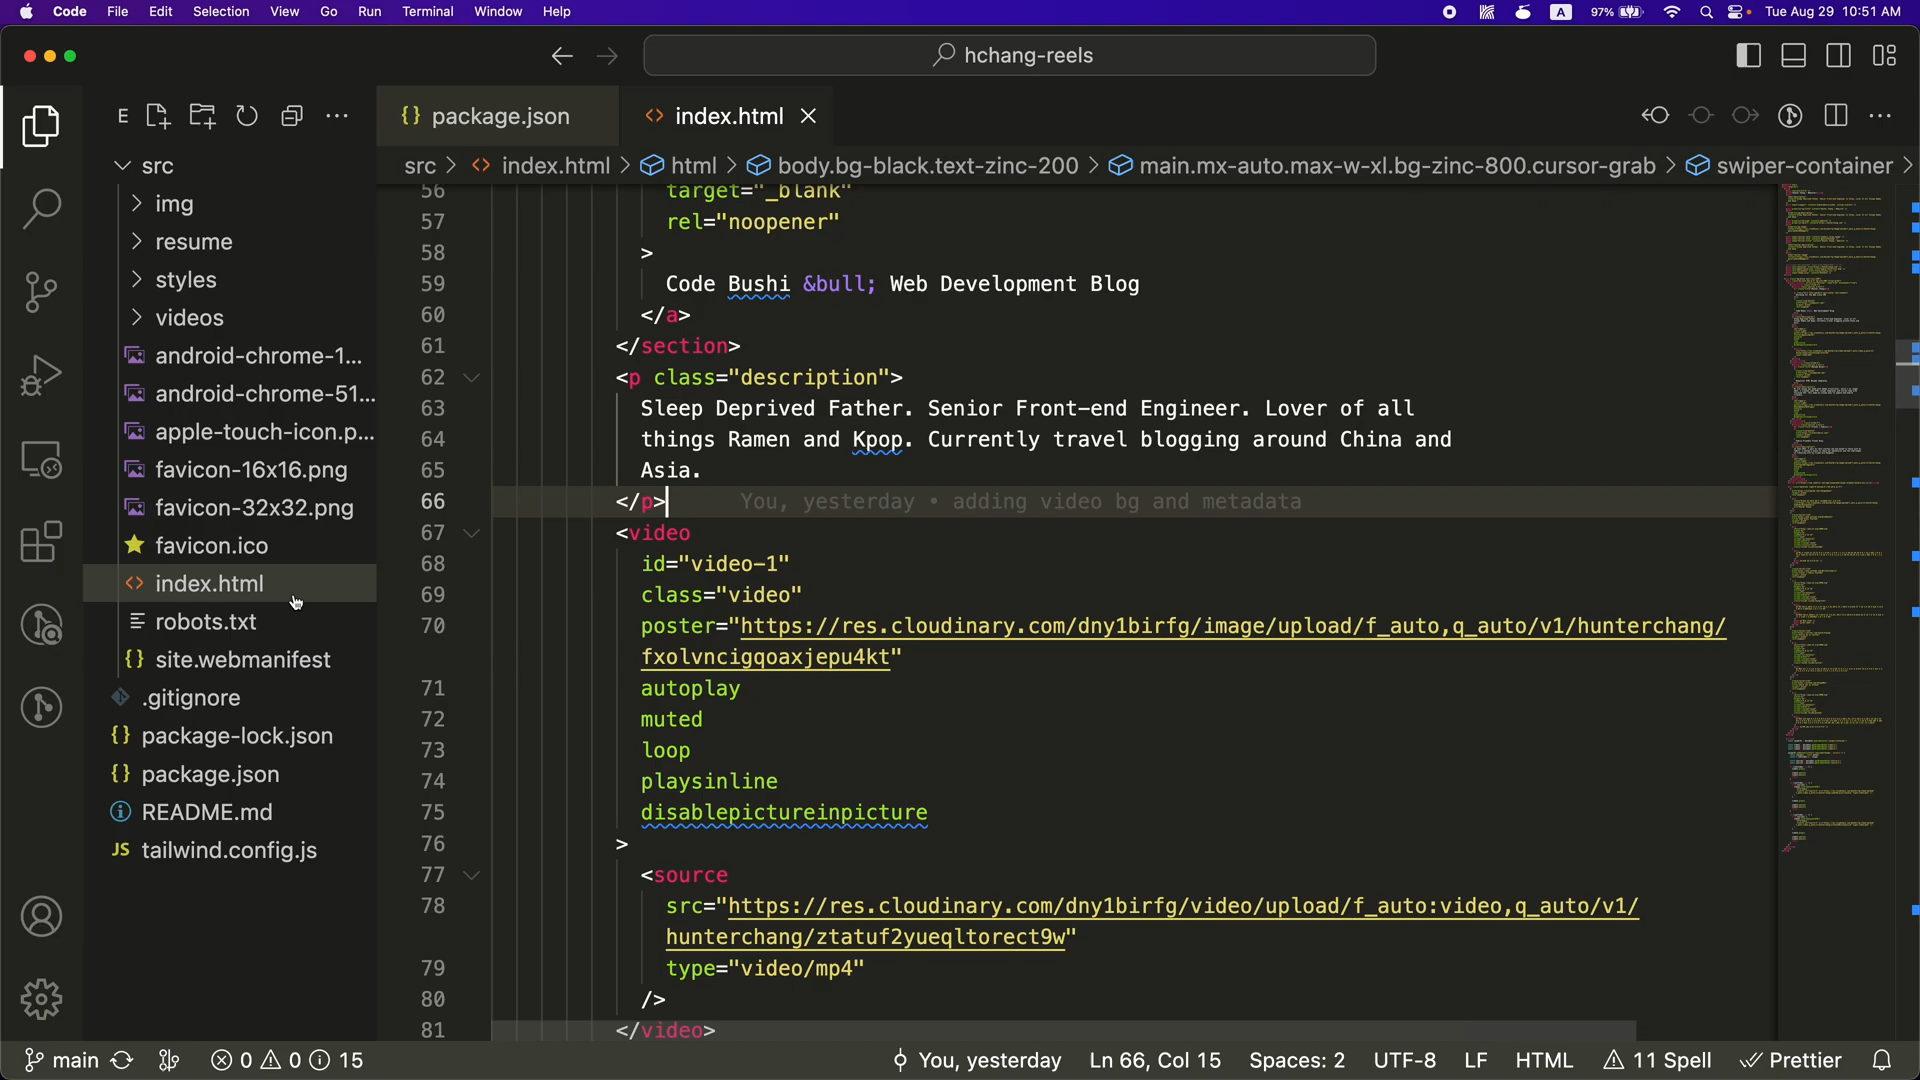 Code File Edit Selection View Go Run Terminal Window Help A 97% Tue Aug 29 10:51 AM
hchang-reels
E
{} package.json <> index.html
src > <> index.html > html > body.bg-black.text-zinc-200 > main.mx-auto.max-w-xl.bg-zinc-800.cursor-grab > swiper-container >
src
img
resume
styles
videos
android-chrome-1...
android-chrome-51...
apple-touch-icon.p...
favicon-16x16.png
favicon-32x32.png
favicon.ico
<> index.html
robots.txt
{} site.webmanifest
.gitignore
{} package-lock.json
{} package.json
README.md
JS tailwind.config.js
56 target="_blank"
57 rel="noopener"
58 >
59 Code Bushi &bull; Web Development Blog
60 </a>
61 </section>
62 <p class="description">
63 Sleep Deprived Father. Senior Front-end Engineer. Lover of all
64 things Ramen and Kpop. Currently travel blogging around China and
65 Asia.
66 </p> You, yesterday • adding video bg and metadata
67 <video
68 id="video-1"
69 class="video"
70 poster="https://res.cloudinary.com/dny1birfg/image/upload/f_auto,q_auto/v1/hunterchang/
fxolvncigqoaxjepu4kt"
71 autoplay
72 muted
73 loop
74 playsinline
75 disablepictureinpicture
76 >
77 <source
78 src="https://res.cloudinary.com/dny1birfg/video/upload/f_auto:video,q_auto/v1/
hunterchang/ztatuf2yueqltorect9w"
79 type="video/mp4"
80 />
81 </video>
main 0 0 15 You, yesterday Ln 66, Col 15 Spaces: 2 UTF-8 LF HTML 11 Spell Prettier